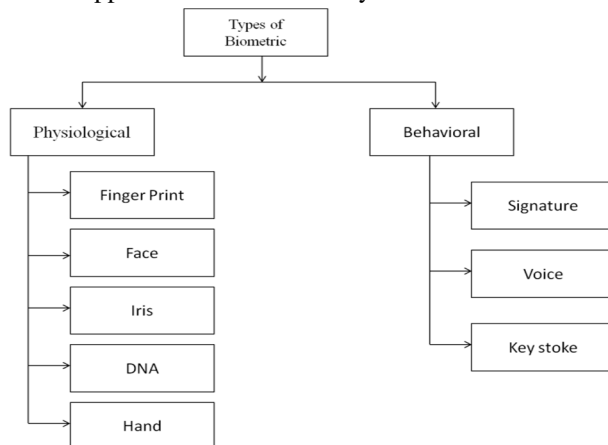 Types of
Biometric
Physiological
Behavioral
Finger Print
Face
Iris
DNA
Hand
Signature
Voice
Key stoke